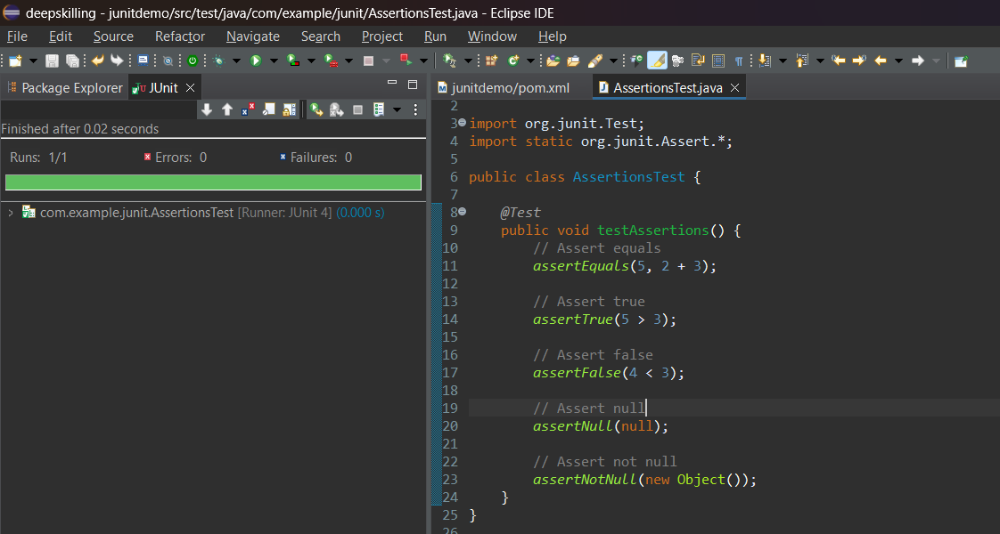 deepskilling - junitdemo/src/test/java/com/example/junit/AssertionsTest.java - Eclipse IDE
File Edit Source Refactor Navigate Search Project Run Window Help
Package Explorer JUnit
Finished after 0.02 seconds
Runs: 1/1 Errors: 0 Failures: 0
com.example.junit.AssertionsTest [Runner: JUnit 4] (0.000 s)
junitdemo/pom.xml AssertionsTest.java
2
3 import org.junit.Test;
4 import static org.junit.Assert.*;
5
6 public class AssertionsTest {
7
8     @Test
9     public void testAssertions() {
10         // Assert equals
11         assertEquals(5, 2 + 3);
12
13         // Assert true
14         assertTrue(5 > 3);
15
16         // Assert false
17         assertFalse(4 < 3);
18
19         // Assert null
20         assertNull(null);
21
22         // Assert not null
23         assertNotNull(new Object());
24     }
25 }
26